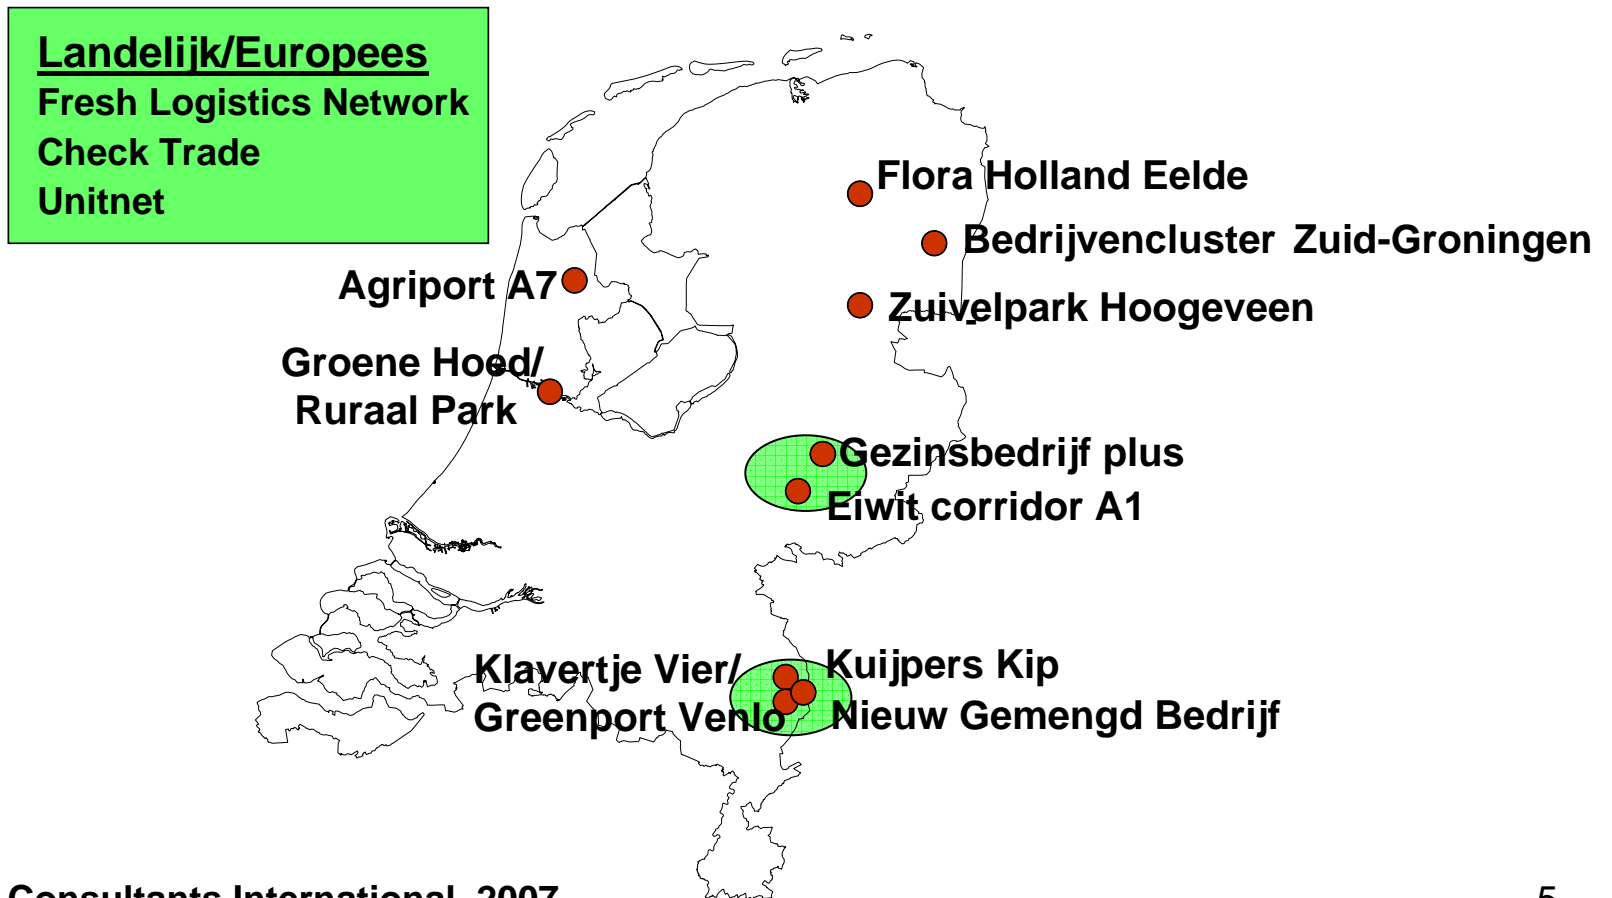 Landelijk/Europees
Fresh Logistics Network
Check Trade
Unitnet
Flora Holland Eelde
Bedrijvencluster Zuid-Groningen
Agriport A7
Zuivelpark Hoogeveen
Groene Hoed/
Ruraal Park
Gezinsbedrijf plus
Eiwit corridor A1
Klavertje Vier/
Greenport Venlo
Kuijpers Kip
Nieuw Gemengd Bedrijf
Consultants International, 2007
5